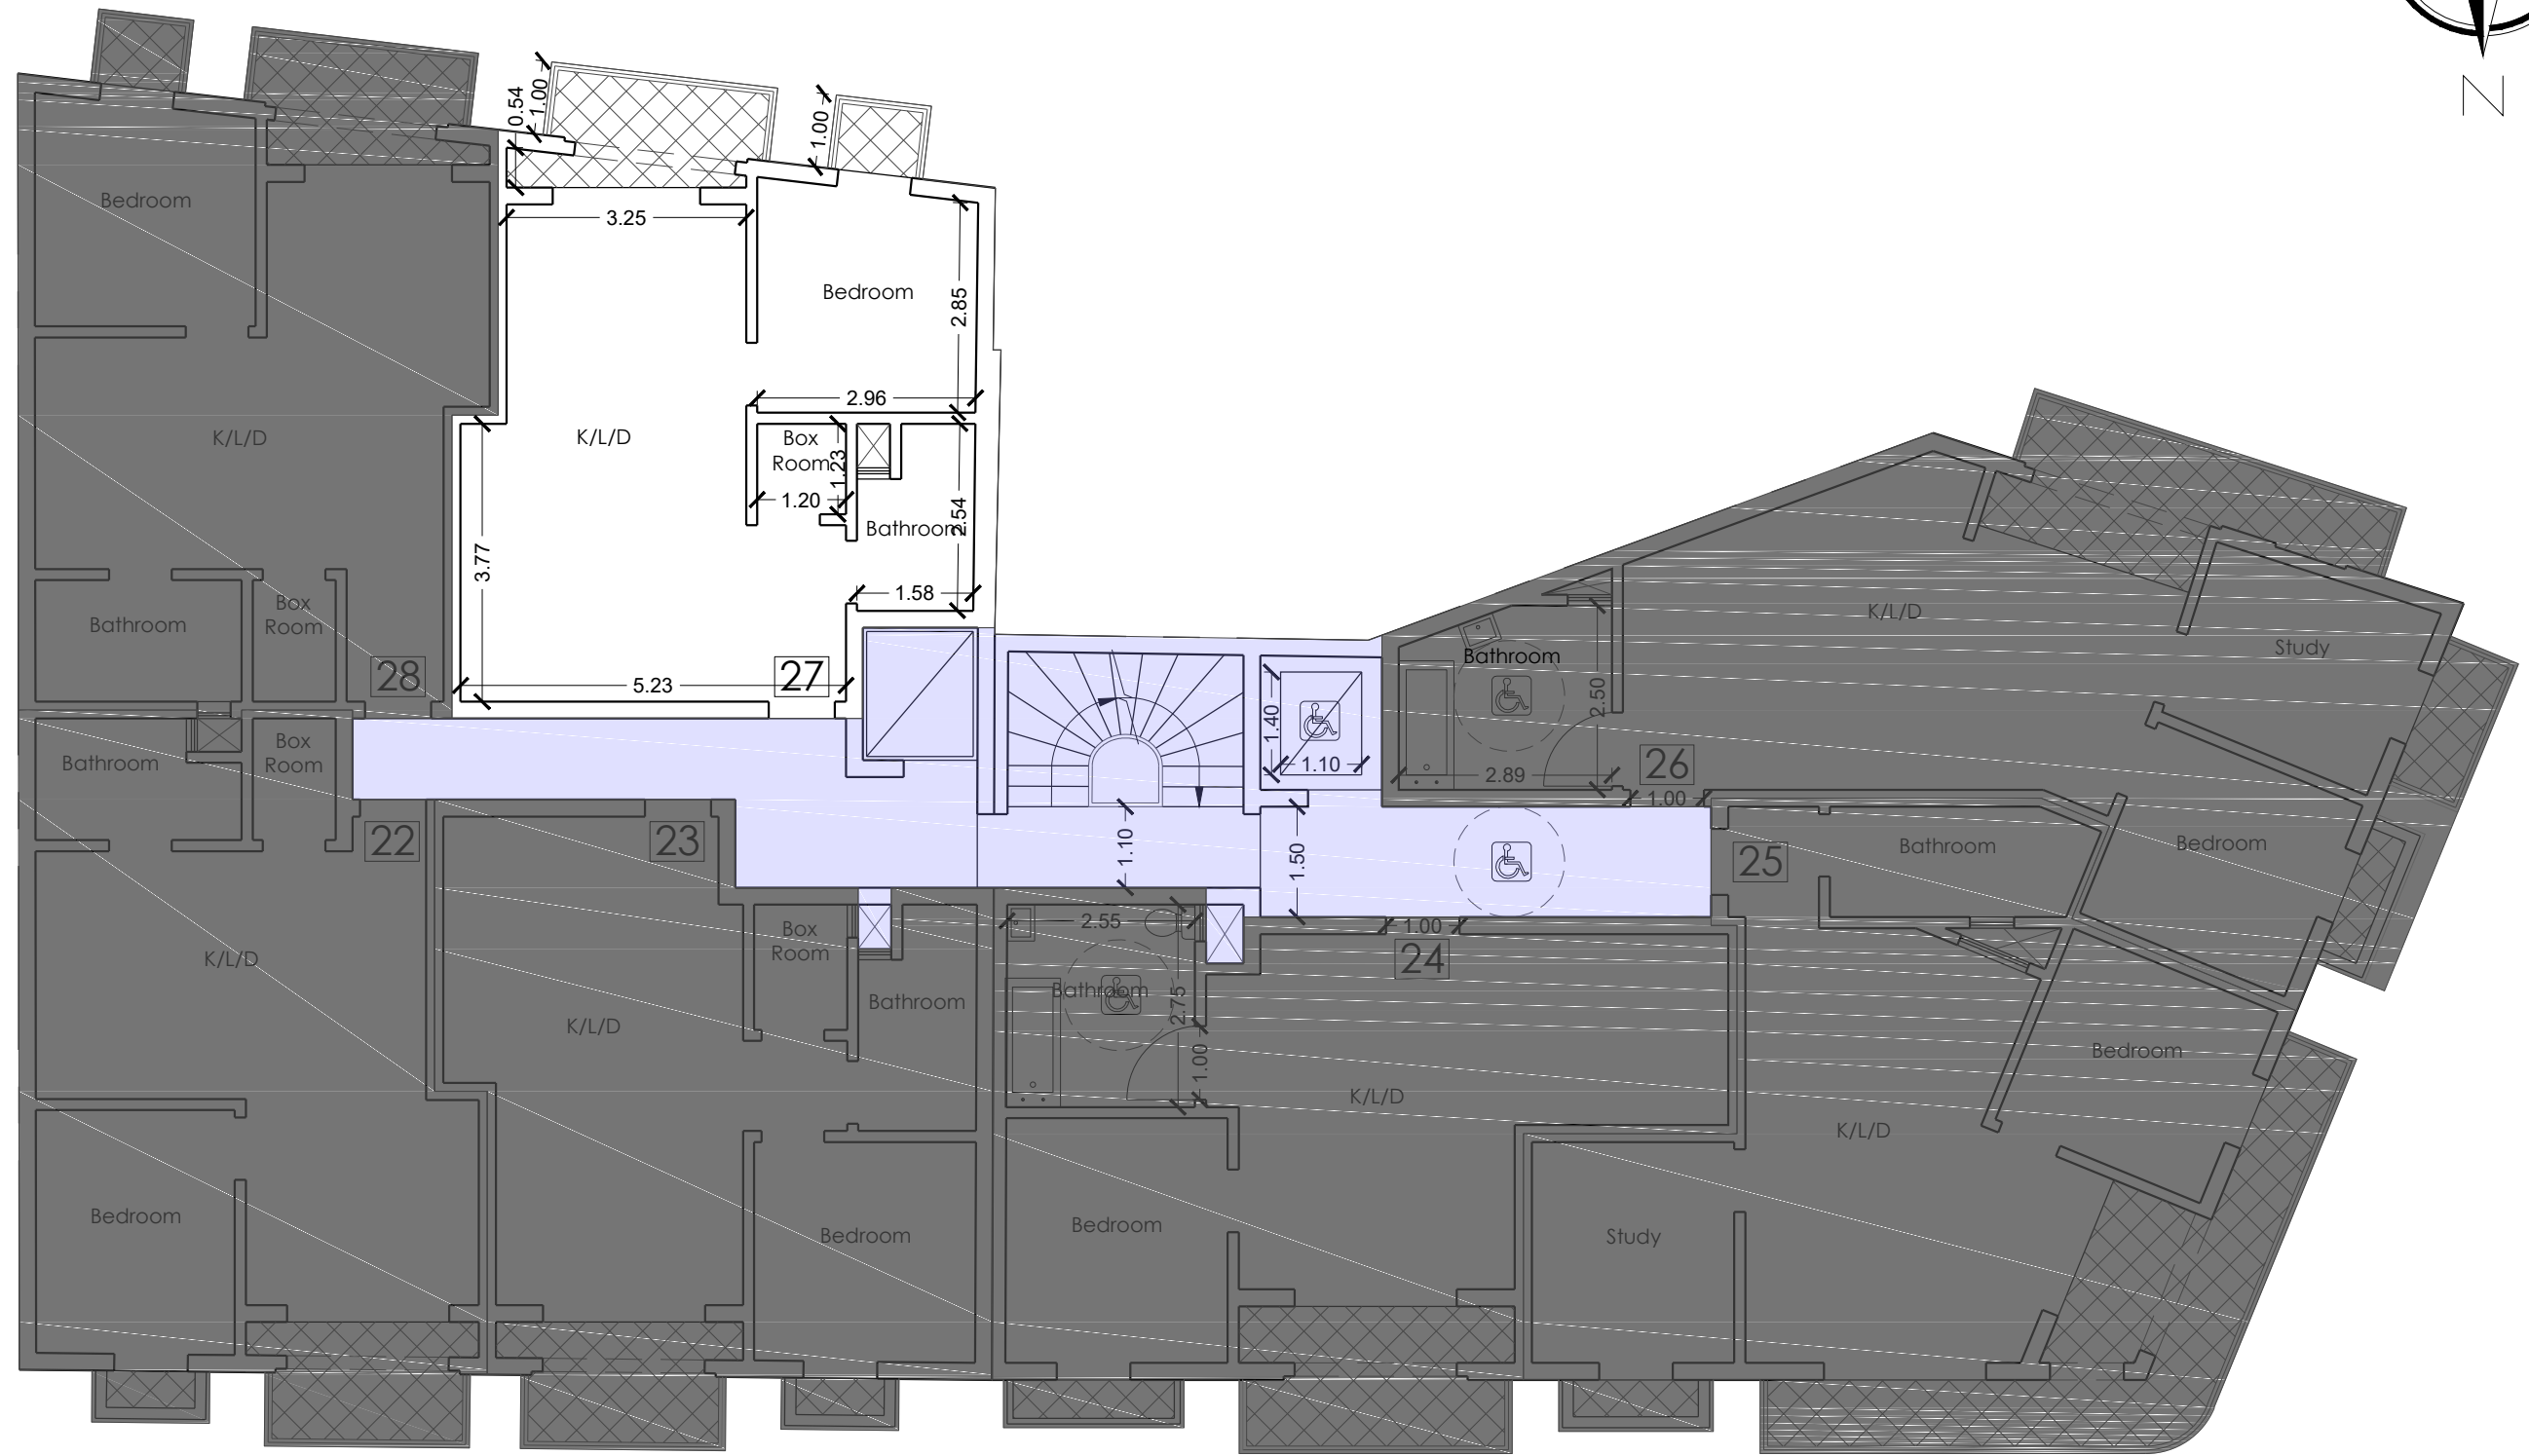 N
0.54
1.00
1.00
3.25
Bedroom
Bedroom
2.85
2.96
K/L/D
K/L/D
Box
Room
1.23
1.20
Bathroom
2.54
3.77
1.58
Box
Room
Bathroom
28
5.23
27
Bathroom
Box
Room
22
23
K/L/D
Study
Bathroom
2.50
1.40
1.10
2.89
26
1.00
1.10
1.50
25
Bathroom
Bedroom
K/L/D
Box
Room
2.55
1.00
24
Bathroom
Bathroom
2.75
K/L/D
1.00
K/L/D
Bedroom
K/L/D
Bedroom
Bedroom
Bedroom
Study